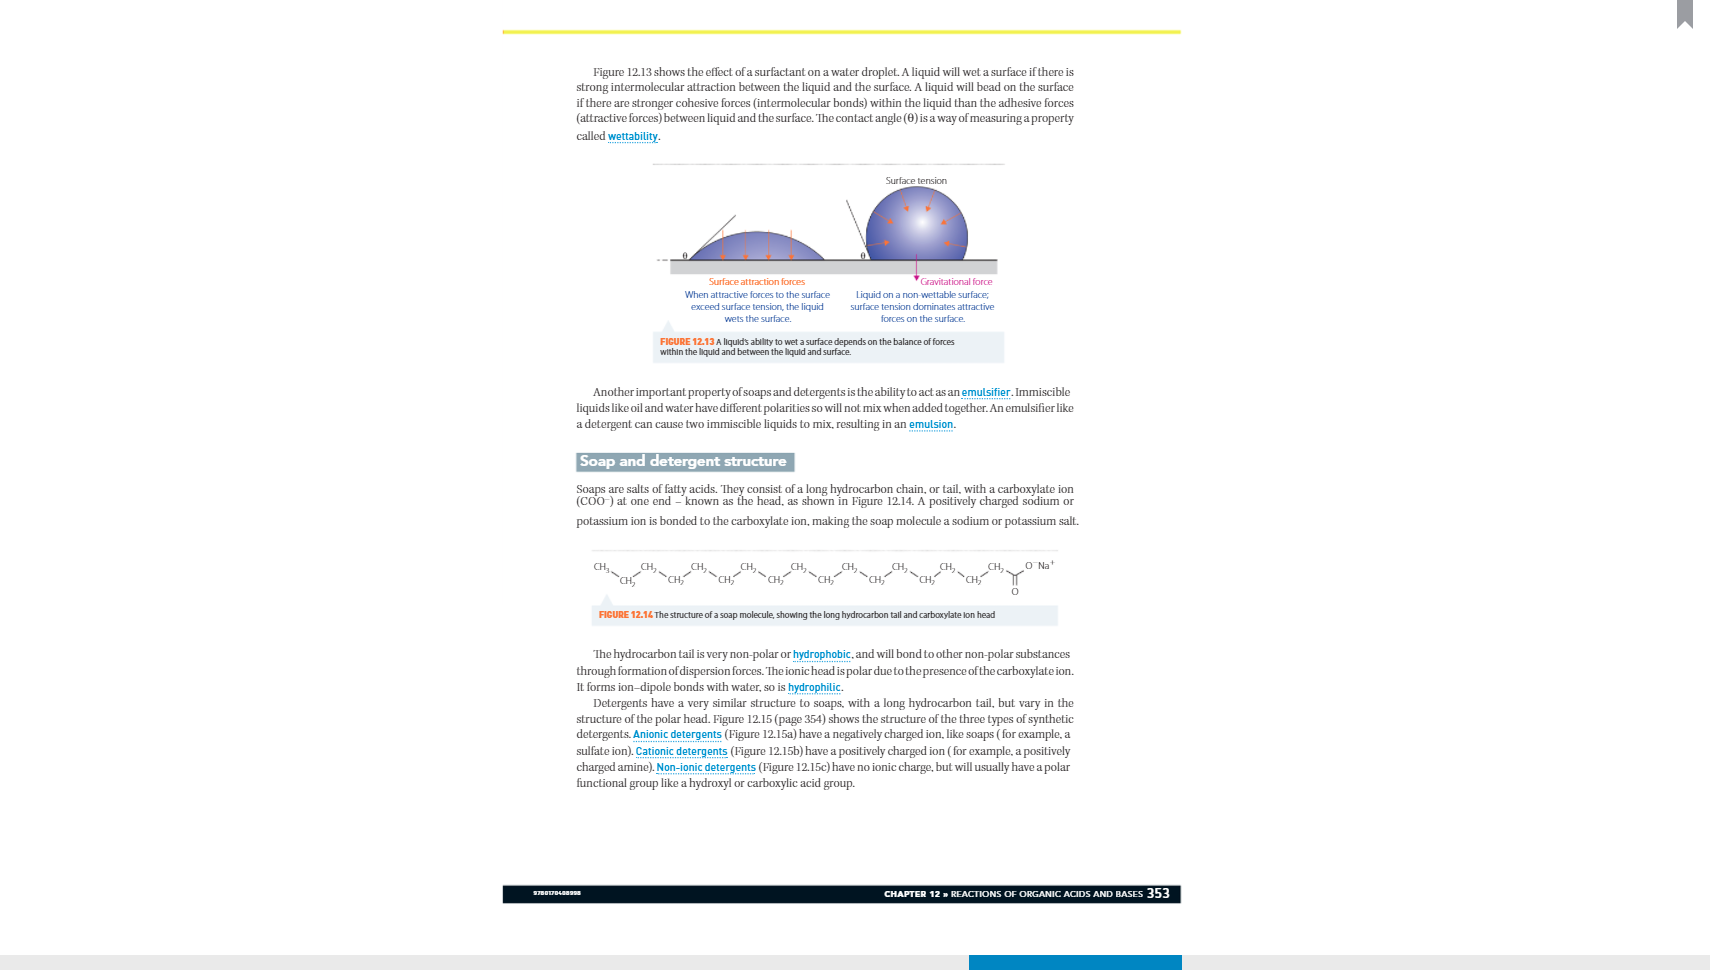 Figure 12.13 shows the effect of a surfactant on a water droplet. A liquid will wet a surface if there is
strong intermolecular attraction between the liquid and the surface. A liquid will bead on the surface
if there are stronger cohesive forces (intermolecular bonds) within the liquid than the adhesive forces
(attractive forces) between liquid and the surface. The contact angle (θ) is a way of measuring a property
called wettability.
Surface tension
θ
θ
Surface attraction forces
When attractive forces to the surface
exceed surface tension, the liquid
wets the surface.
Gravitational force
Liquid on a non-wettable surface;
surface tension dominates attractive
forces on the surface.
FIGURE 12.13 A liquid's ability to wet a surface depends on the balance of forces
within the liquid and between the liquid and surface.
Another important property of soaps and detergents is the ability to act as an emulsifier. Immiscible
liquids like oil and water have different polarities so will not mix when added together. An emulsifier like
a detergent can cause two immiscible liquids to mix, resulting in an emulsion.
Soap and detergent structure
Soaps are salts of fatty acids. They consist of a long hydrocarbon chain, or tail, with a carboxylate ion
(COO⁻) at one end – known as the head, as shown in Figure 12.14. A positively charged sodium or
potassium ion is bonded to the carboxylate ion, making the soap molecule a sodium or potassium salt.
CH₃ CH₂ CH₂ CH₂ CH₂ CH₂ CH₂ CH₂ CH₂ O⁻Na⁺
CH₂ CH₂ CH₂ CH₂ CH₂ CH₂ CH₂ CH₂
O
FIGURE 12.14 The structure of a soap molecule, showing the long hydrocarbon tail and carboxylate ion head
The hydrocarbon tail is very non-polar or hydrophobic, and will bond to other non-polar substances
through formation of dispersion forces. The ionic head is polar due to the presence of the carboxylate ion.
It forms ion–dipole bonds with water, so is hydrophilic.
Detergents have a very similar structure to soaps, with a long hydrocarbon tail, but vary in the
structure of the polar head. Figure 12.15 (page 354) shows the structure of the three types of synthetic
detergents. Anionic detergents (Figure 12.15a) have a negatively charged ion, like soaps (for example, a
sulfate ion). Cationic detergents (Figure 12.15b) have a positively charged ion (for example, a positively
charged amine). Non-ionic detergents (Figure 12.15c) have no ionic charge, but will usually have a polar
functional group like a hydroxyl or carboxylic acid group.
9780170408998
CHAPTER 12 » REACTIONS OF ORGANIC ACIDS AND BASES 353